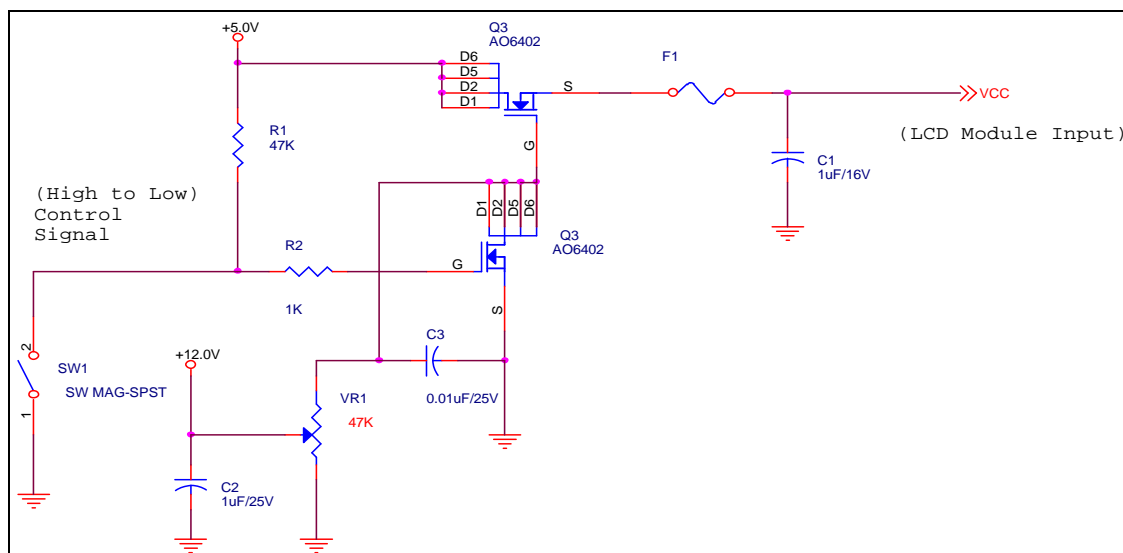 +5.0V
Q3
AO6402
D6
D5
D2
D1
S
G
F1
VCC
(LCD Module Input)
R1
47K
C1
1uF/16V
(High to Low)
Control
Signal
D1
D2
D5
D6
Q3
AO6402
R2
1K
G
S
2
SW1
SW MAG-SPST
1
+12.0V
C3
0.01uF/25V
VR1
47K
C2
1uF/25V